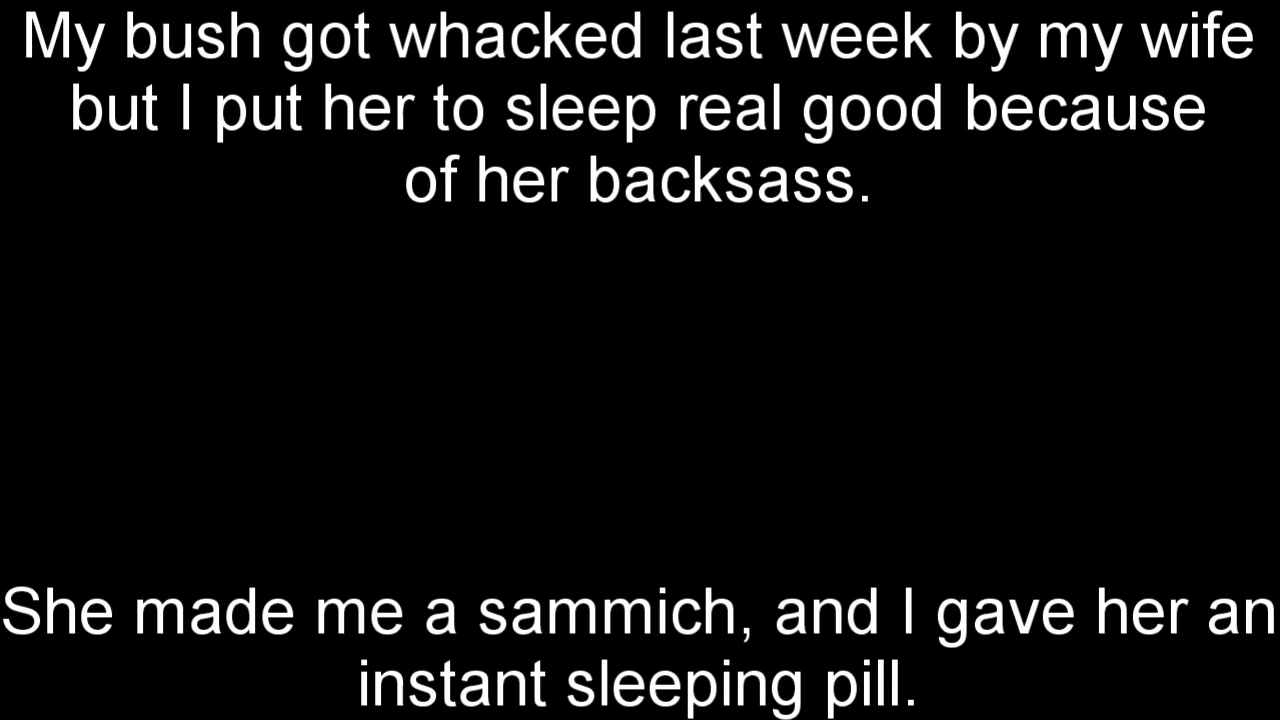 My bush got whacked last week by my wife
but I put her to sleep real good because
of her backsass.
She made me a sammich, and I gave her an
instant sleeping pill.